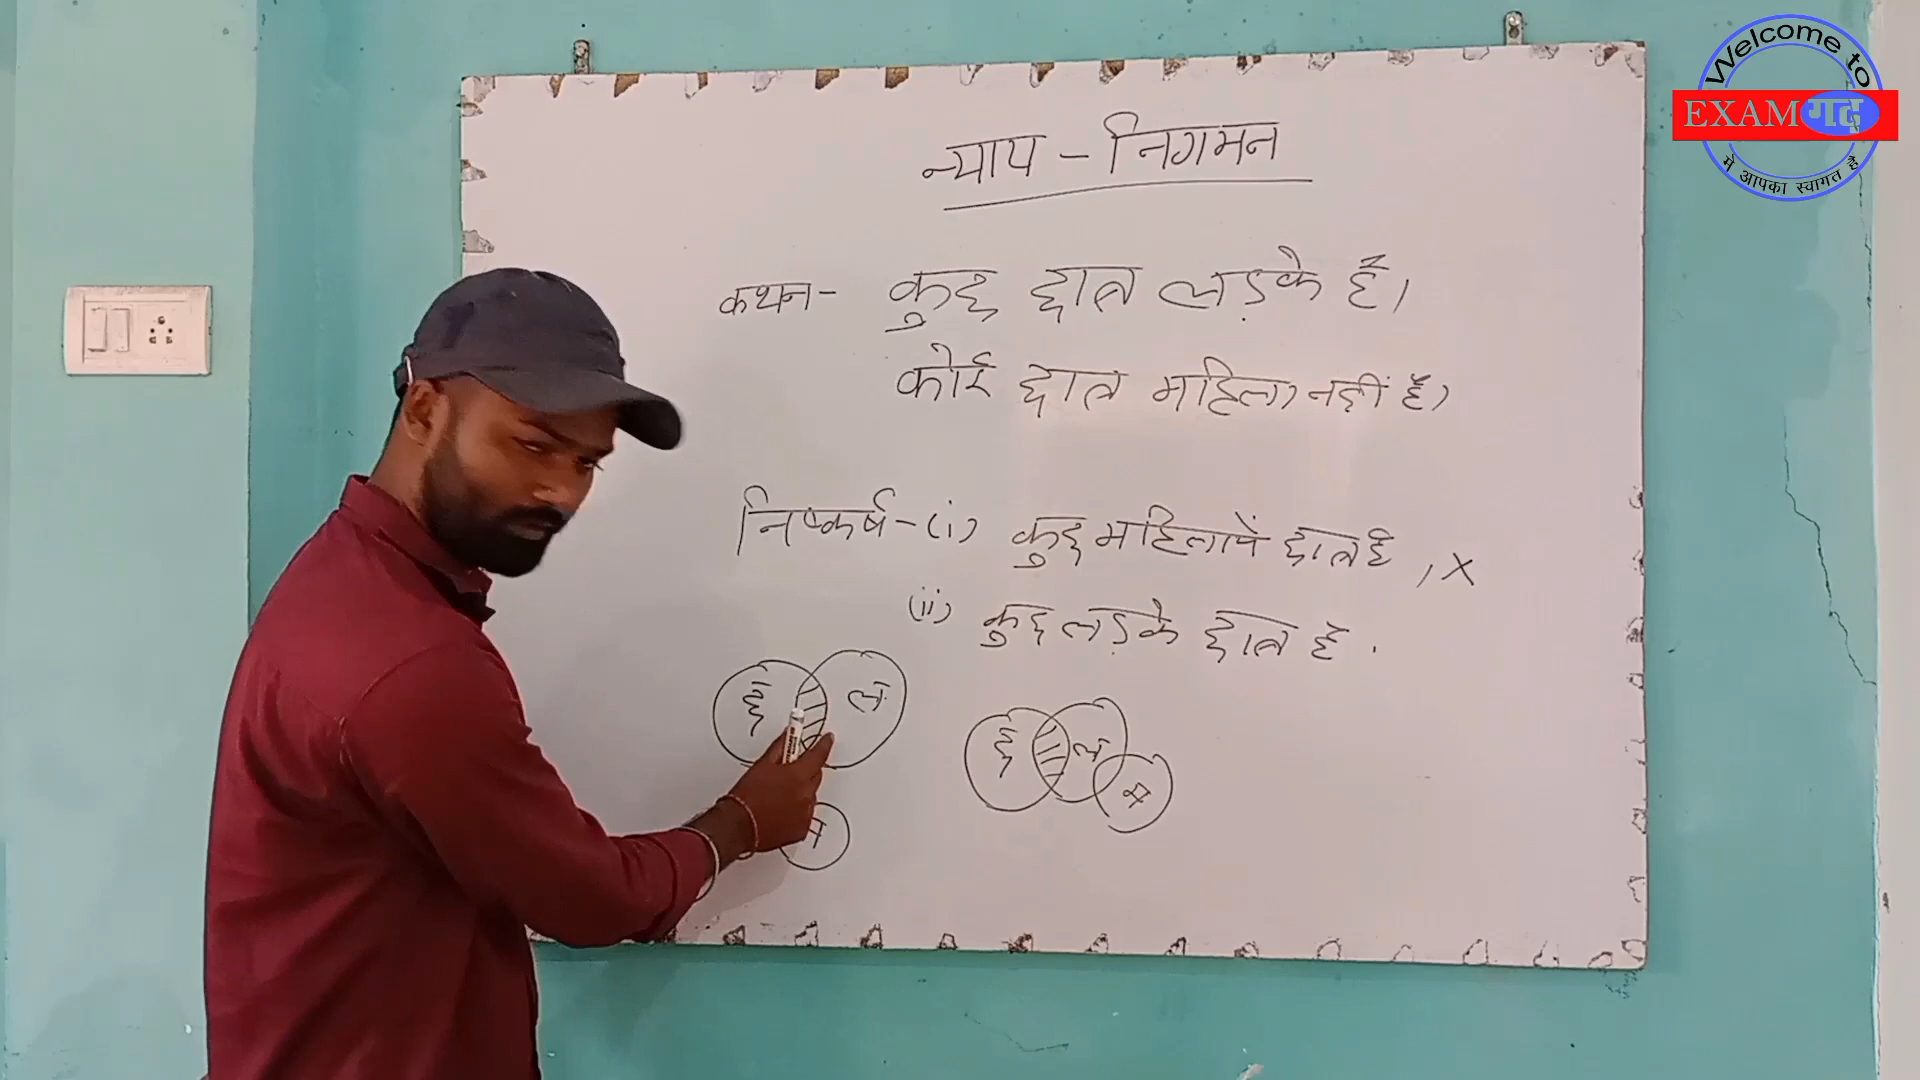 Welcome to
EXAMगढ़
में आपका स्वागत है
न्याय - निगमन
कथन - कुछ छात्र लड़के हैं।
कोई छात्र महिला नहीं है।
निष्कर्ष - (i) कुछ महिलायें छात्र है, ×
(ii) कुछ लड़के छात्र है.
छ ल
छ ल म
म